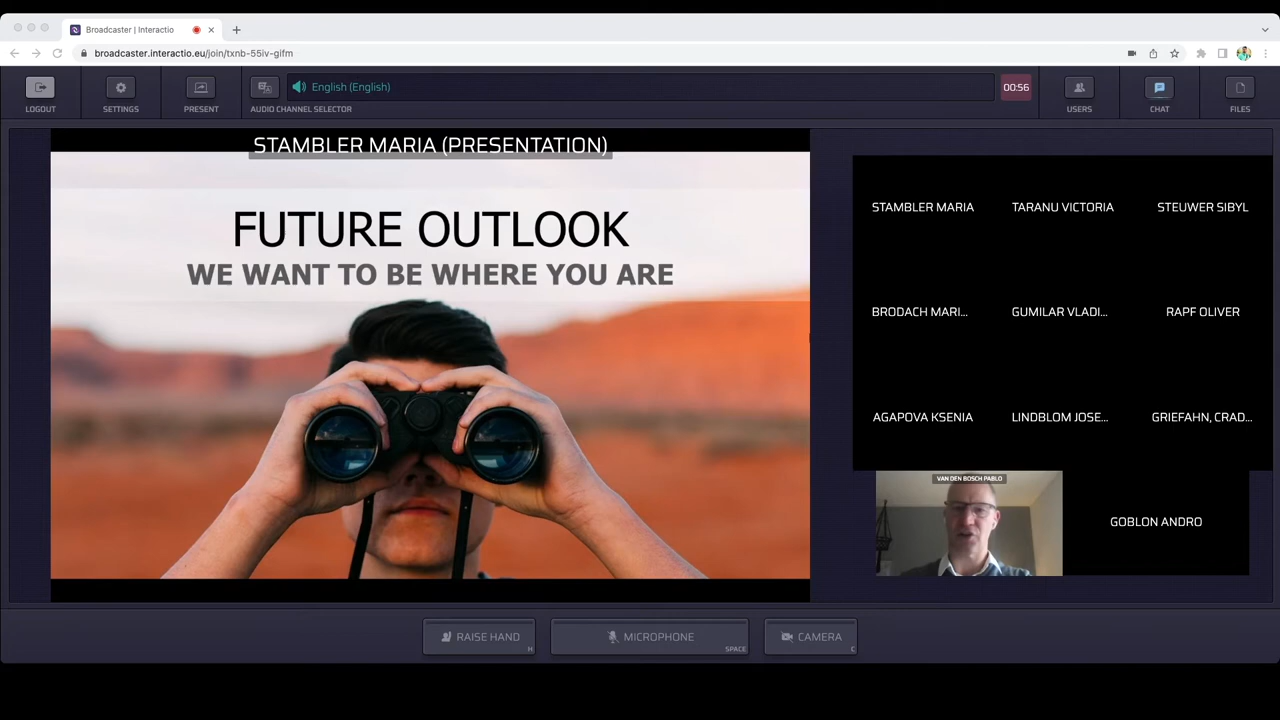 Broadcaster | Interactio
broadcaster.interactio.eu/join/txnb-55iv-gifm
LOGOUT
SETTINGS
PRESENT
English (English)
AUDIO CHANNEL SELECTOR
00:56
USERS
CHAT
FILES
STAMBLER MARIA (PRESENTATION)
FUTURE OUTLOOK
WE WANT TO BE WHERE YOU ARE
STAMBLER MARIA
TARANU VICTORIA
STEUWER SIBYL
BRODACH MARI...
GUMILAR VLADI...
RAPF OLIVER
AGAPOVA KSENIA
LINDBLOM JOSE...
GRIEFAHN, CRAD...
VAN DEN BOSCH PABLO
GOBLON ANDRO
RAISE HAND
H
MICROPHONE
SPACE
CAMERA
C